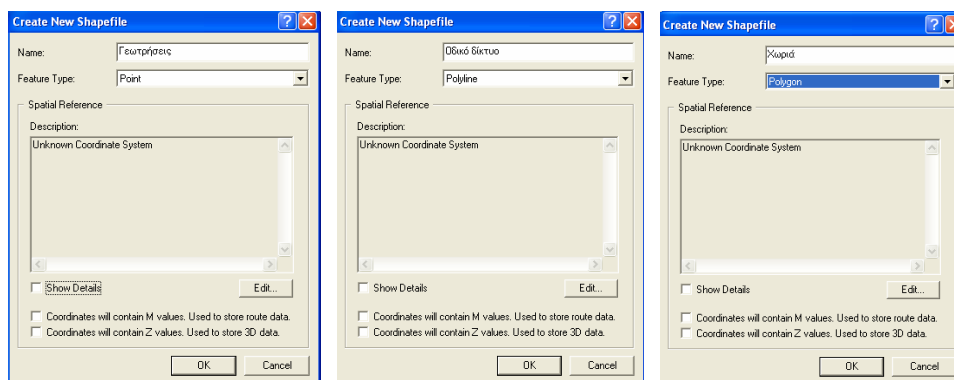 Create New Shapefile
Name: Γεωτρήσεις
Feature Type: Point
Spatial Reference
Description:
Unknown Coordinate System
Show Details
Edit...
Coordinates will contain M values. Used to store route data.
Coordinates will contain Z values. Used to store 3D data.
OK Cancel
Create New Shapefile
Name: Οδικό δίκτυο
Feature Type: Polyline
Spatial Reference
Description:
Unknown Coordinate System
Show Details
Edit...
Coordinates will contain M values. Used to store route data.
Coordinates will contain Z values. Used to store 3D data.
OK Cancel
Create New Shapefile
Name: Χωριά
Feature Type: Polygon
Spatial Reference
Description:
Unknown Coordinate System
Show Details
Edit...
Coordinates will contain M values. Used to store route data.
Coordinates will contain Z values. Used to store 3D data.
OK Cancel